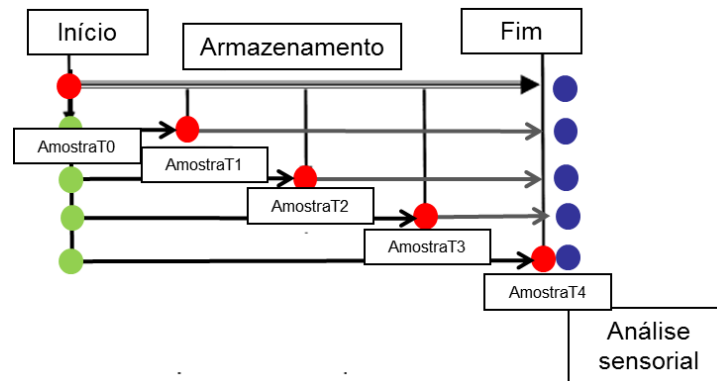 Início
Armazenamento
Fim
AmostraT0
AmostraT1
AmostraT2
AmostraT3
AmostraT4
Análise
sensorial